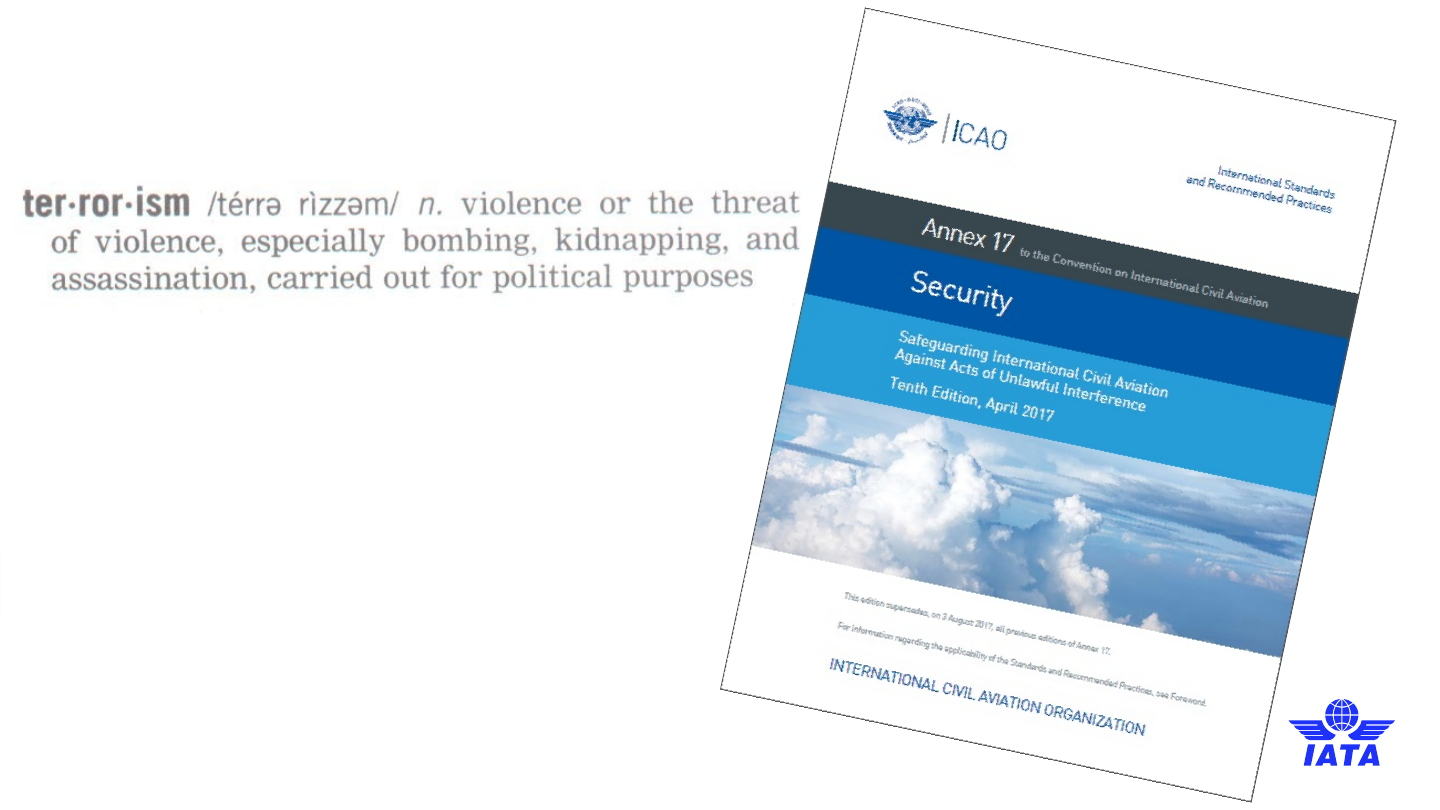 ter·ror·ism /térrə rìzzəm/ n. violence or the threat
of violence, especially bombing, kidnapping, and
assassination, carried out for political purposes
ICAO
International Standards
and Recommended Practices
Annex 17 to the Convention on International Civil Aviation
Security
Safeguarding International Civil Aviation
Against Acts of Unlawful Interference
Tenth Edition, April 2017
This edition supersedes, on 3 August 2017, all previous editions of Annex 17.
For information regarding the applicability of the Standards and Recommended Practices, see Foreword.
INTERNATIONAL CIVIL AVIATION ORGANIZATION
IATA